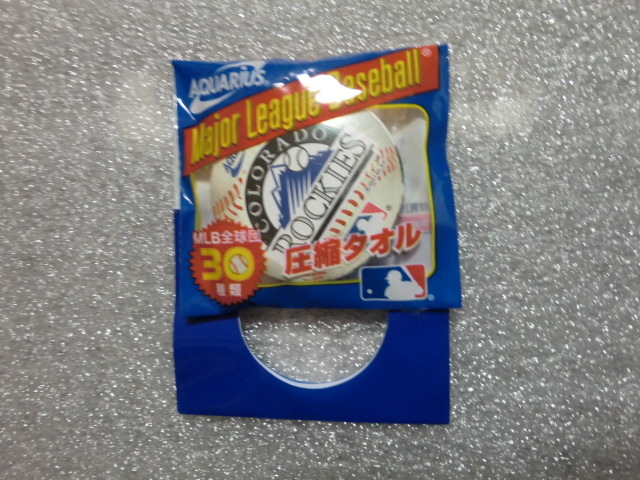 AQUARIUS
Major League Baseball
COLORADO
ROCKIES
MLB全球団
30
種類
圧縮タオル